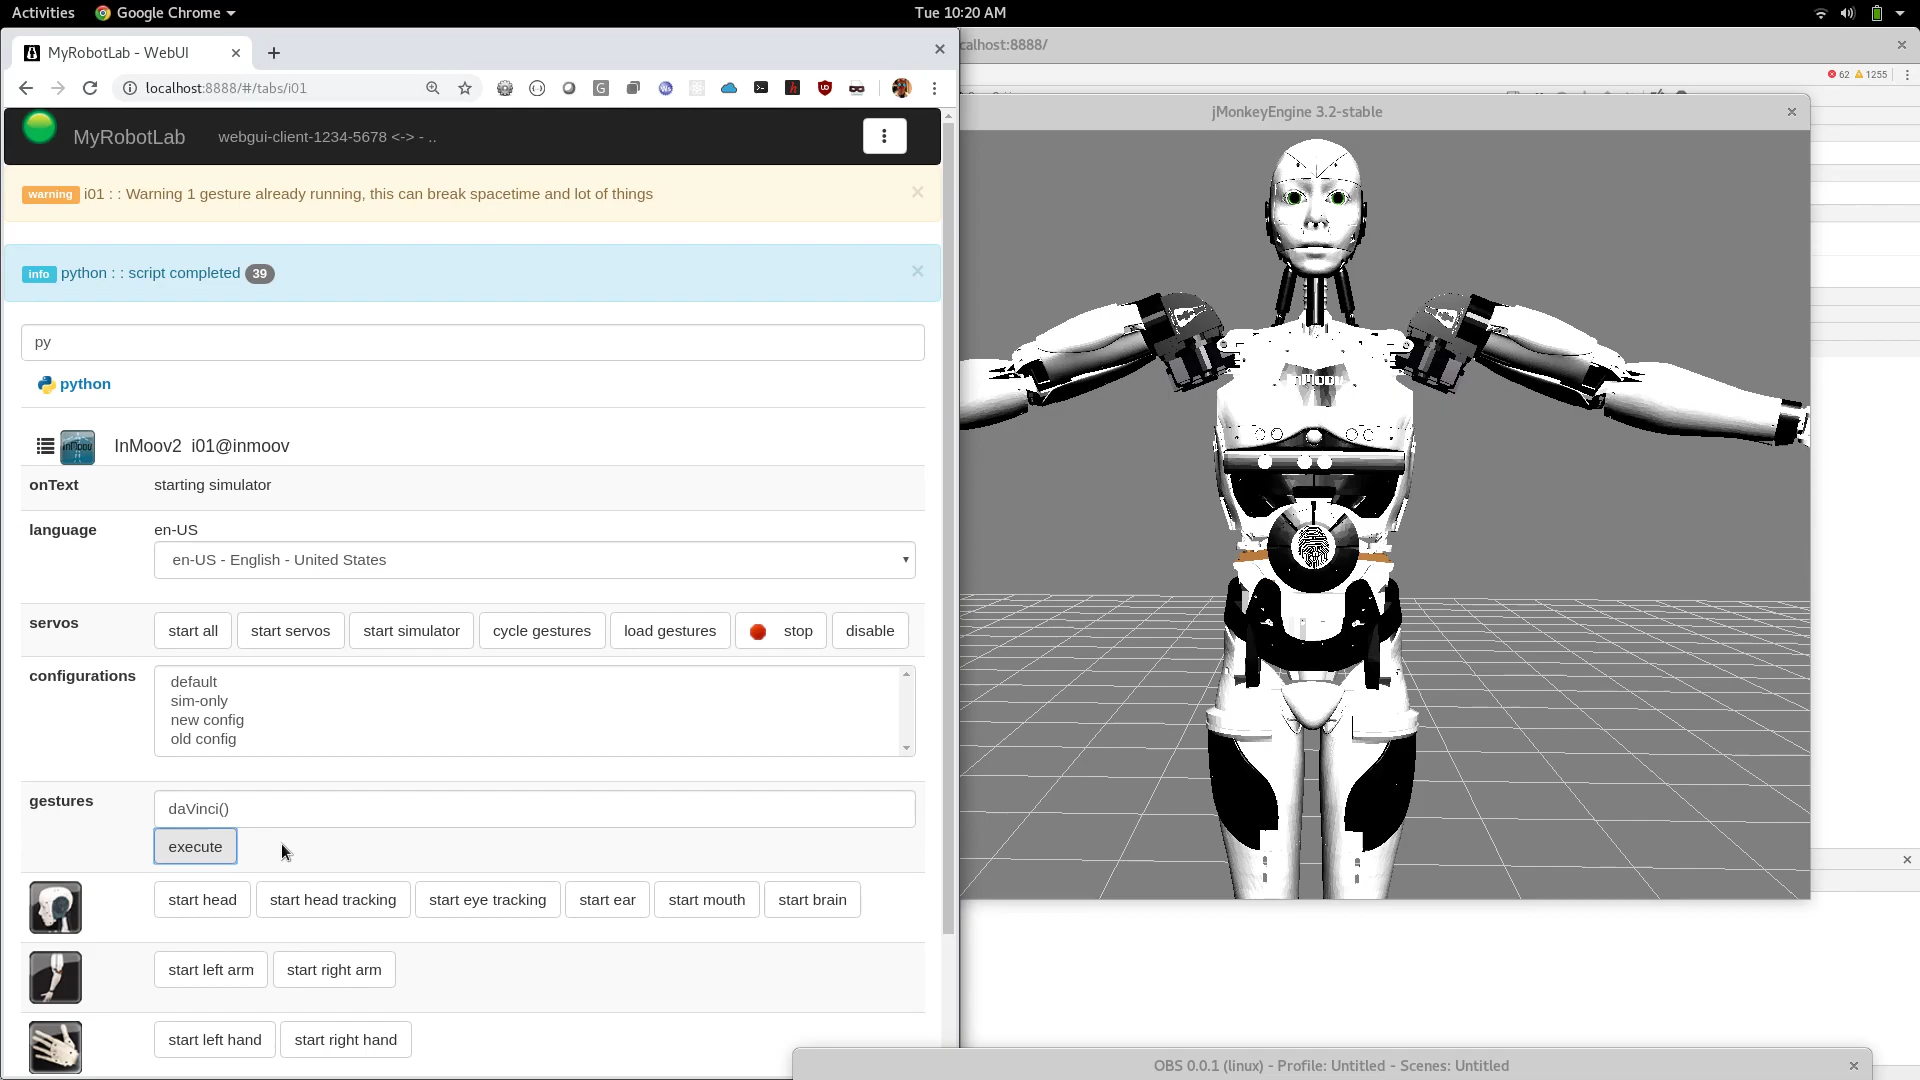 Activities
Google Chrome
Tue 10:20 AM
MyRobotLab - WebUI
localhost:8888/#/tabs/i01
calhost:8888/
62
1255
MyRobotLab
webgui-client-1234-5678 <-> - ..
jMonkeyEngine 3.2-stable
warning i01 : : Warning 1 gesture already running, this can break spacetime and lot of things
info python : : script completed 39
py
python
InMoov2 i01@inmoov
onText
starting simulator
language
en-US
en-US - English - United States
servos
start all
start servos
start simulator
cycle gestures
load gestures
stop
disable
configurations
default
sim-only
new config
old config
gestures
daVinci()
execute
start head
start head tracking
start eye tracking
start ear
start mouth
start brain
start left arm
start right arm
start left hand
start right hand
OBS 0.0.1 (linux) - Profile: Untitled - Scenes: Untitled